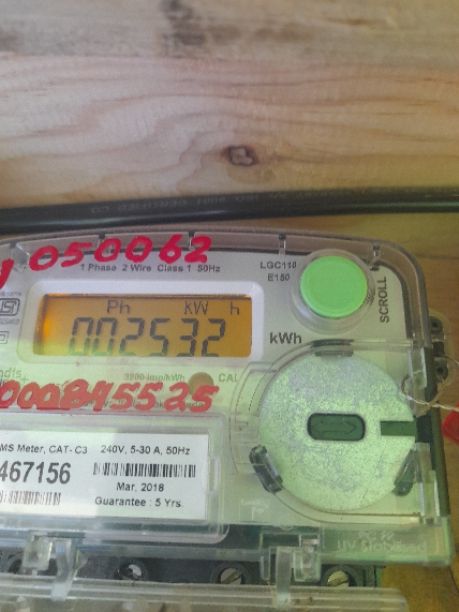 050062
1 Phase 2 Wire Class 1 50Hz
LGC110
E150
SCROLL
Ph kW h
002532
kWh
3200 imp/kWh CAL
000845525
MS Meter, CAT- C3 240V, 5-30 A, 50Hz
467156
Mar, 2018
Guarantee : 5 Yrs.